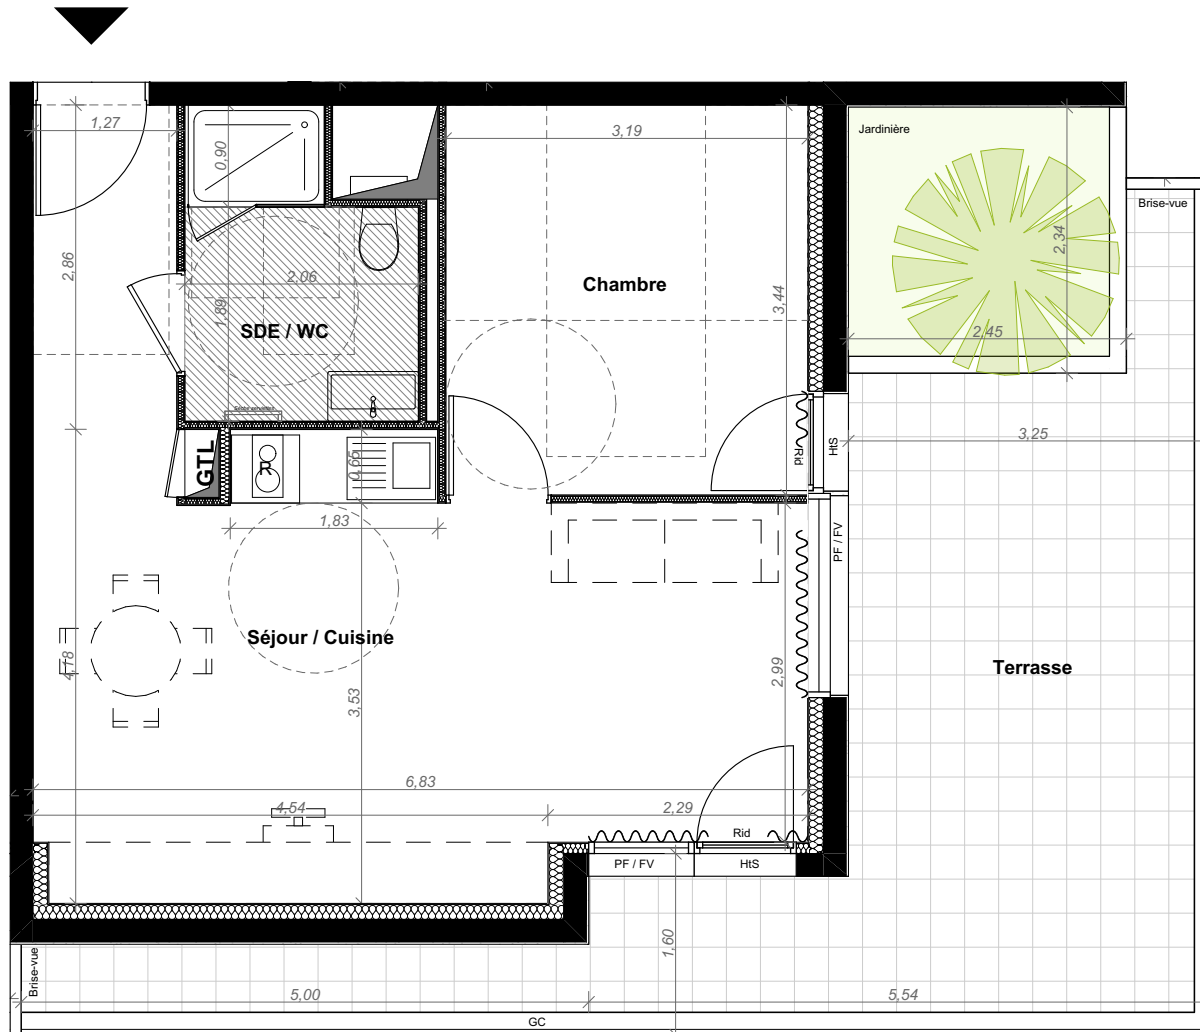 1,27
0,90
3,19
Jardinière
Brise-vue
2,86
2,06
1,89
SDE / WC
Chambre
3,44
2,34
2,45
3,25
GTL
R
0,65
Rid
HtS
1,83
PF / FV
Séjour / Cuisine
4,18
3,53
2,99
Terrasse
6,83
4,54
2,29
Rid
PF / FV
HtS
1,60
Brise-vue
5,00
5,54
GC